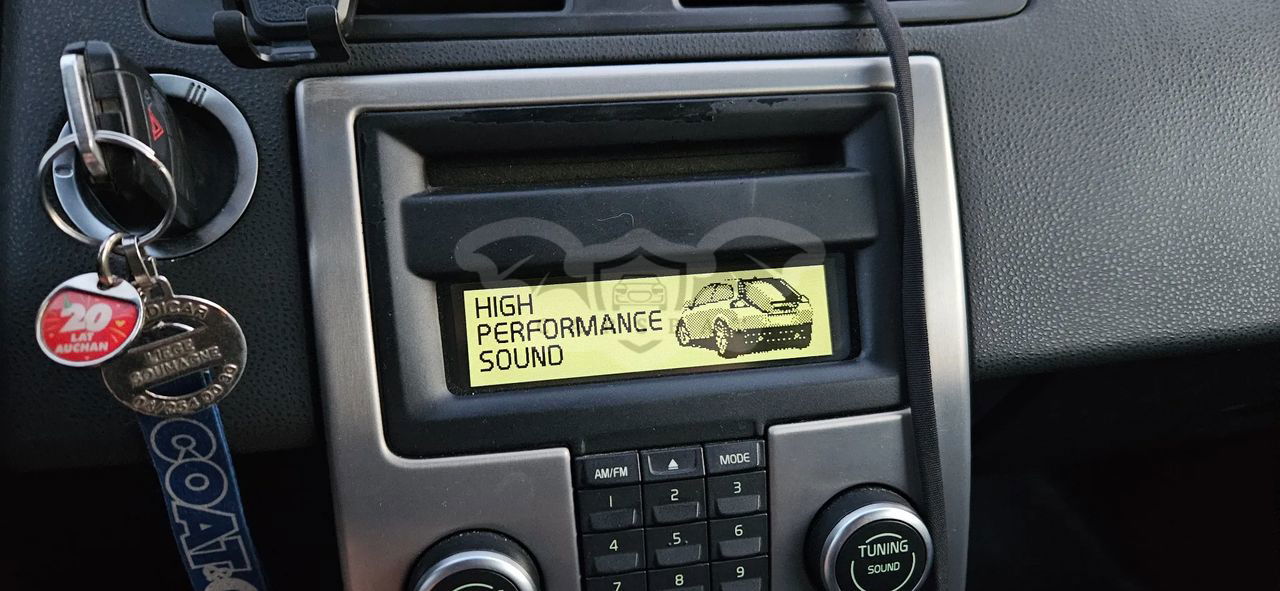 HIGH
PERFORMANCE
SOUND
20
LAT
AUCHAN
AM/FM
MODE
1
2
3
4
5
6
7
8
9
TUNING
SOUND